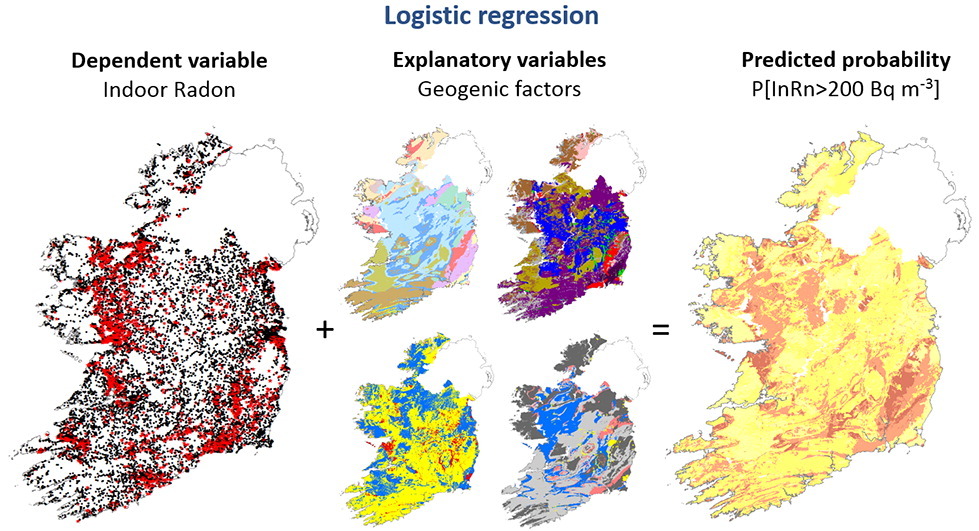 Logistic regression
Dependent variable
Indoor Radon
Explanatory variables
Geogenic factors
Predicted probability
P[InRn>200 Bq m⁻³]
+
=